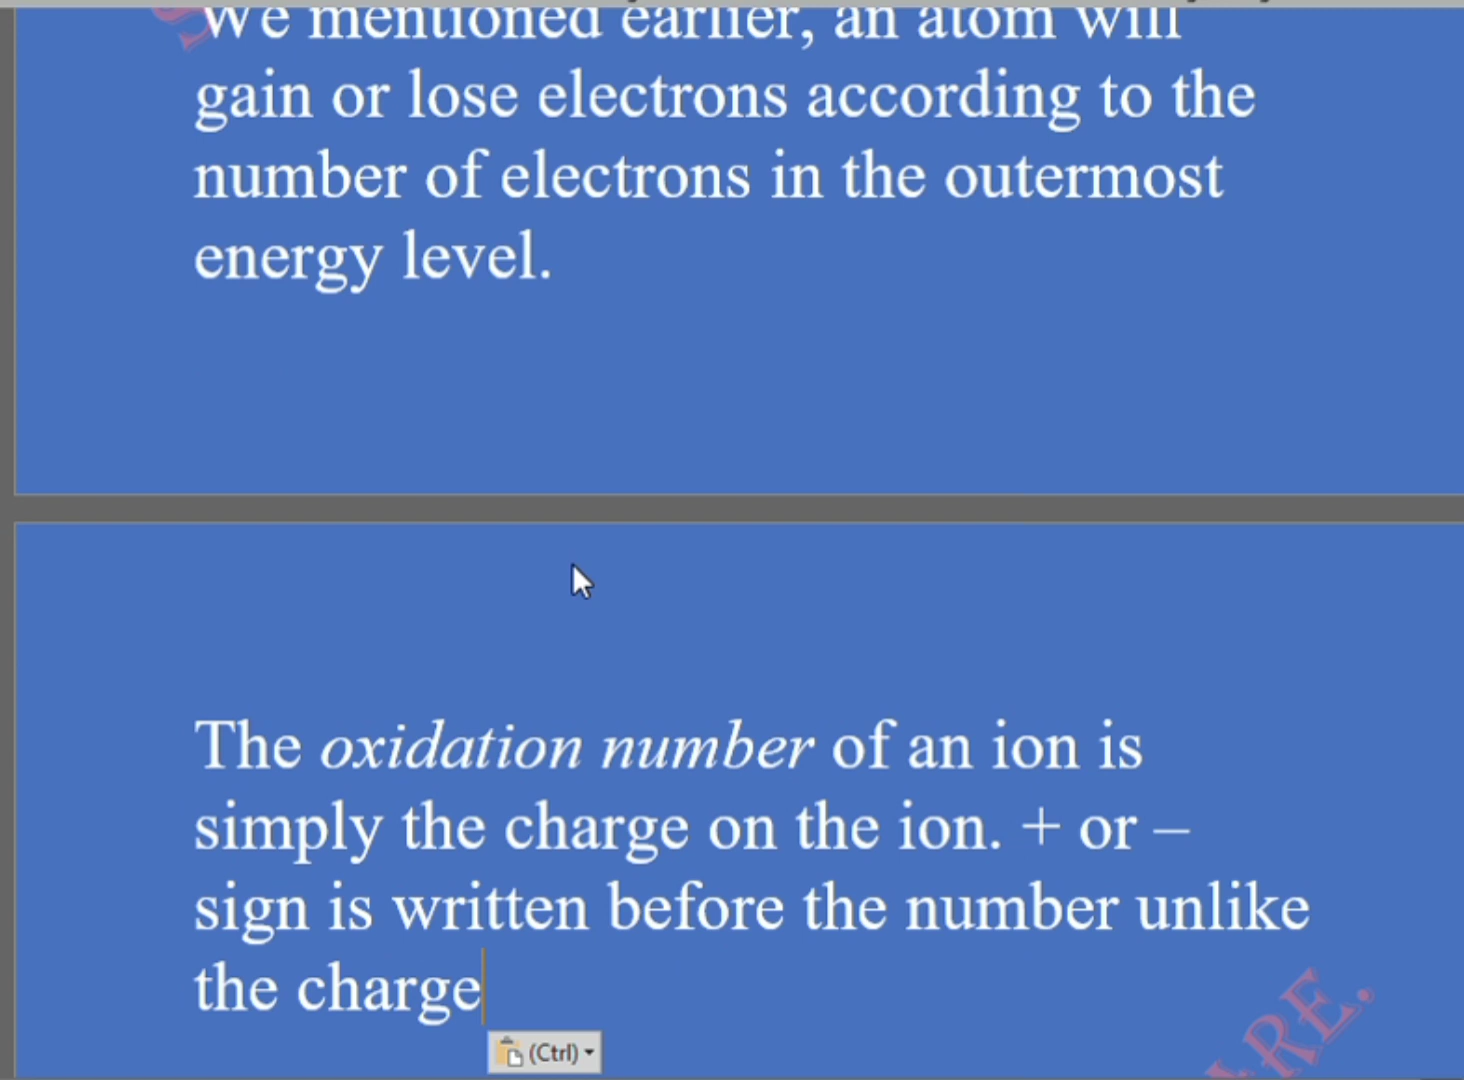 We mentioned earlier, an atom will
gain or lose electrons according to the
number of electrons in the outermost
energy level.
The oxidation number of an ion is
simply the charge on the ion. + or –
sign is written before the number unlike
the charge
(Ctrl)
RE.